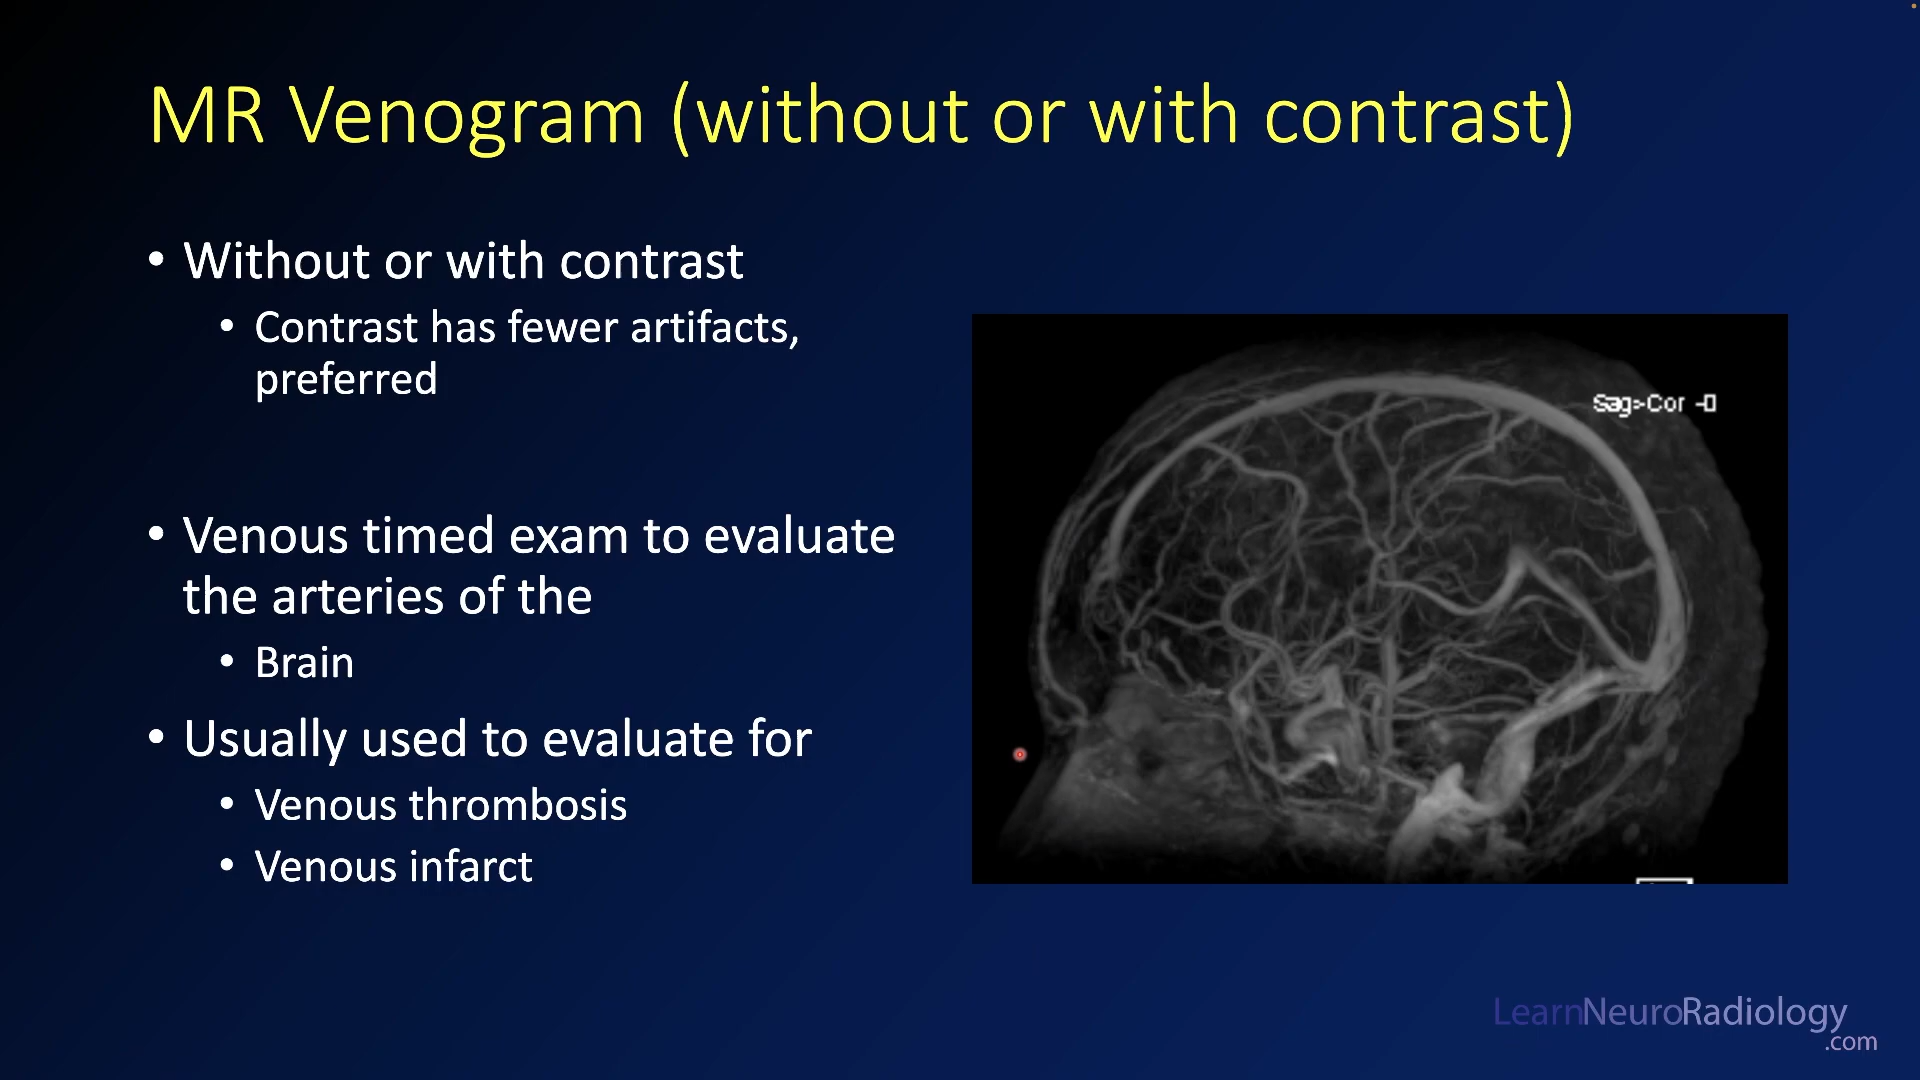 MR Venogram (without or with contrast)
• Without or with contrast
• Contrast has fewer artifacts,
preferred
• Venous timed exam to evaluate
the arteries of the
• Brain
• Usually used to evaluate for
• Venous thrombosis
• Venous infarct
Sag>Cor -0
LearnNeuroRadiology
.com